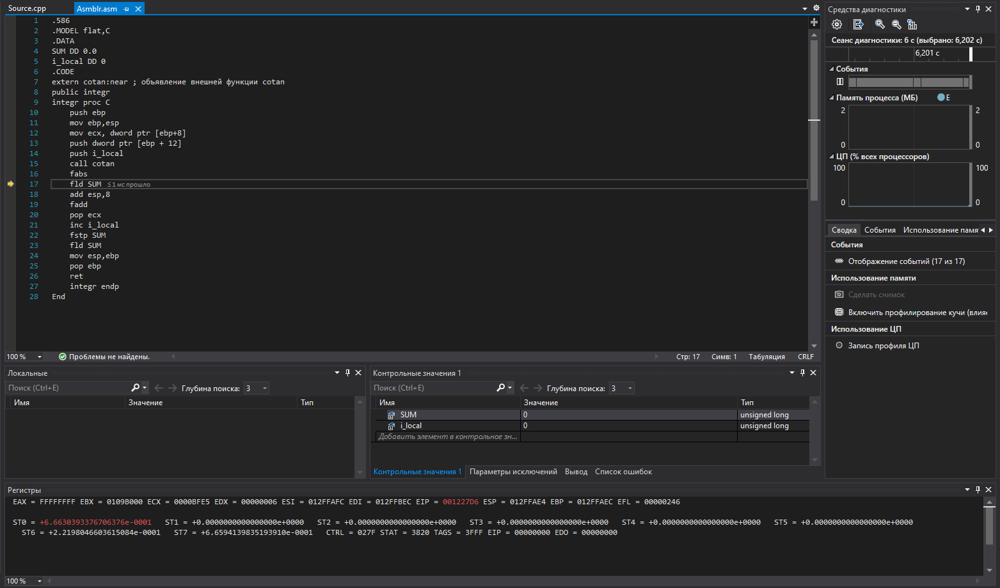 Source.cpp
Asmblr.asm
1 .586
2 .MODEL flat,C
3 .DATA
4 SUM DD 0.0
5 i_local DD 0
6 .CODE
7 extern cotan:near ; объявление внешней функции cotan
8 public integr
9 integr proc C
10 push ebp
11 mov ebp,esp
12 mov ecx, dword ptr [ebp+8]
13 push dword ptr [ebp + 12]
14 push i_local
15 call cotan
16 fabs
17 fld SUM ≤1 мс прошло
18 add esp,8
19 fadd
20 pop ecx
21 inc i_local
22 fstp SUM
23 fld SUM
24 mov esp,ebp
25 pop ebp
26 ret
27 integr endp
28 End
100 % Проблемы не найдены. Стр: 17 Симв: 1 Табуляция CRLF
Средства диагностики
Сеанс диагностики: 6 с (выбрано: 6,202 с)
6,201 с
События
Память процесса (МБ) Е
2 2
0 0
ЦП (% всех процессоров)
100 100
0 0
Сводка События Использование памя
События
Отображение событий (17 из 17)
Использование памяти
Сделать снимок
Включить профилирование кучи (влия
Использование ЦП
Запись профиля ЦП
Локальные
Поиск (Ctrl+E) Глубина поиска: 3
Имя Значение Тип
Контрольные значения 1
Поиск (Ctrl+E) Глубина поиска: 3
Имя Значение Тип
SUM 0 unsigned long
i_local 0 unsigned long
Добавить элемент в контрольное зн...
Контрольные значения 1 Параметры исключений Вывод Список ошибок
Регистры
EAX = FFFFFFFF EBX = 0109B000 ECX = 0000BFE5 EDX = 00000006 ESI = 012FFAFC EDI = 012FFBEC EIP = 001227D6 ESP = 012FFAE4 EBP = 012FFAEC EFL = 00000246
ST0 = +6.6630393376706376e-0001 ST1 = +0.0000000000000000e+0000 ST2 = +0.0000000000000000e+0000 ST3 = +0.0000000000000000e+0000 ST4 = +0.0000000000000000e+0000 ST5 = +0.0000000000000000e+0000
ST6 = +2.2198046603615084e-0001 ST7 = +6.6594139835193910e-0001 CTRL = 027F STAT = 3820 TAGS = 3FFF EIP = 00000000 EDO = 00000000
100 %